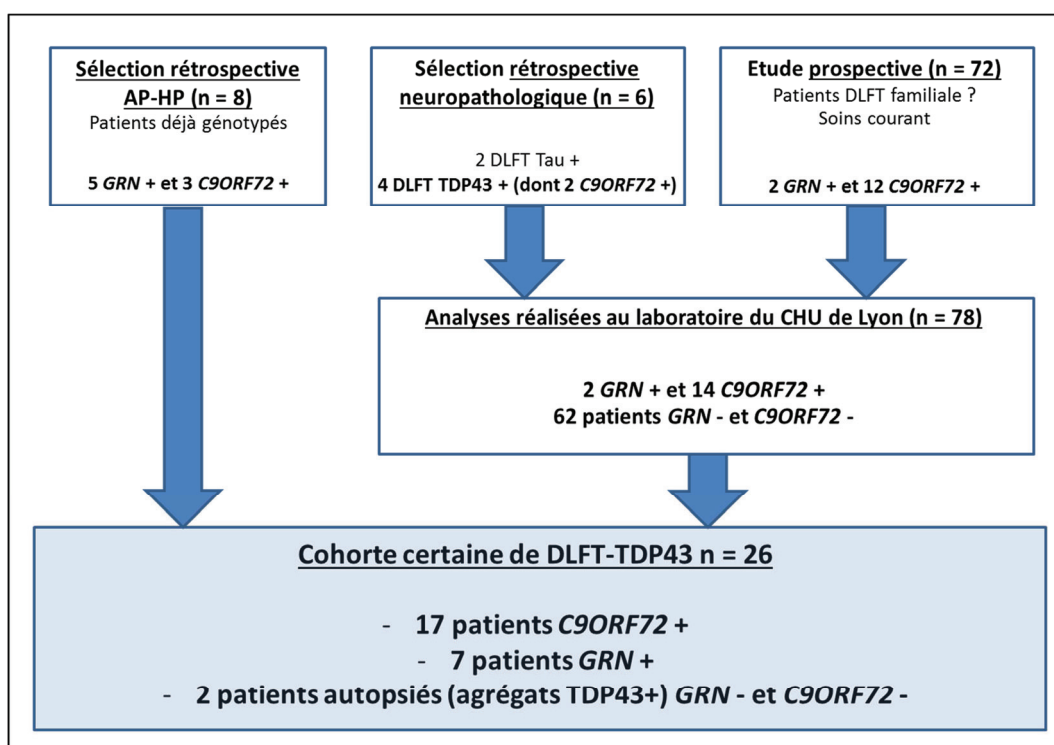 Sélection rétrospective
AP-HP (n = 8)
Patients déjà génotypés
5 GRN + et 3 C9ORF72 +
Sélection rétrospective
neuropathologique (n = 6)
2 DLFT Tau +
4 DLFT TDP43 + (dont 2 C9ORF72 +)
Etude prospective (n = 72)
Patients DLFT familiale ?
Soins courant
2 GRN + et 12 C9ORF72 +
Analyses réalisées au laboratoire du CHU de Lyon (n = 78)
2 GRN + et 14 C9ORF72 +
62 patients GRN - et C9ORF72 -
Cohorte certaine de DLFT-TDP43 n = 26
- 17 patients C9ORF72 +
- 7 patients GRN +
- 2 patients autopsiés (agrégats TDP43+) GRN - et C9ORF72 -